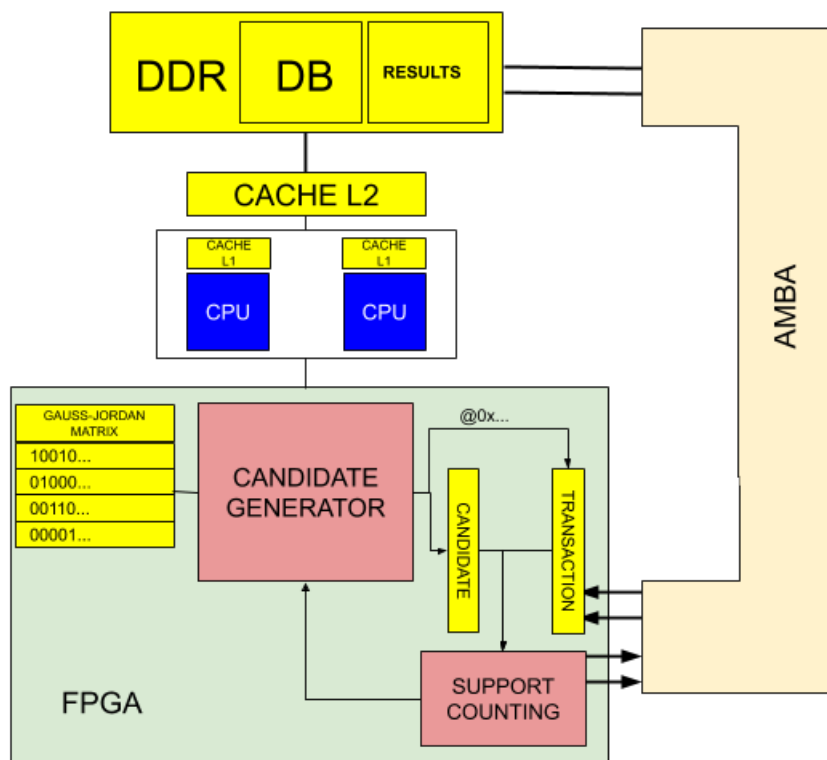 DDR
DB
RESULTS
CACHE L2
CACHE
L1
CACHE
L1
CPU
CPU
AMBA
GAUSS-JORDAN
MATRIX
10010...
01000...
00110...
00001...
CANDIDATE
GENERATOR
@0x...
CANDIDATE
TRANSACTION
SUPPORT
COUNTING
FPGA